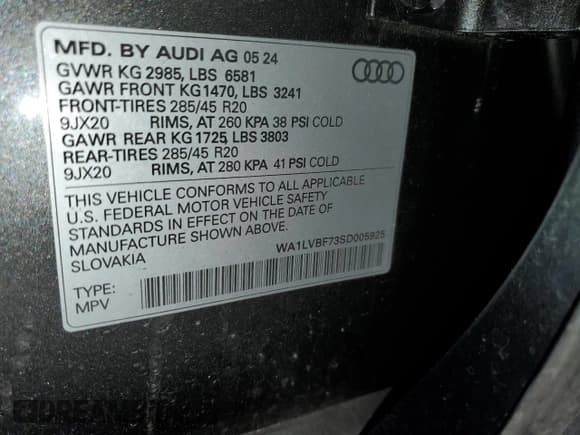 MFD. BY AUDI AG 05 24
GVWR KG 2985, LBS 6581
GAWR FRONT KG1470, LBS 3241
FRONT-TIRES 285/45 R20
9JX20 RIMS, AT 260 KPA 38 PSI COLD
GAWR REAR KG 1725 LBS 3803
REAR-TIRES 285/45 R20
9JX20 RIMS, AT 280 KPA 41 PSI COLD
THIS VEHICLE CONFORMS TO ALL APPLICABLE
U.S. FEDERAL MOTOR VEHICLE SAFETY
STANDARDS IN EFFECT ON THE DATE OF
MANUFACTURE SHOWN ABOVE.
SLOVAKIA WA1LVBF73SD005925
TYPE:
MPV